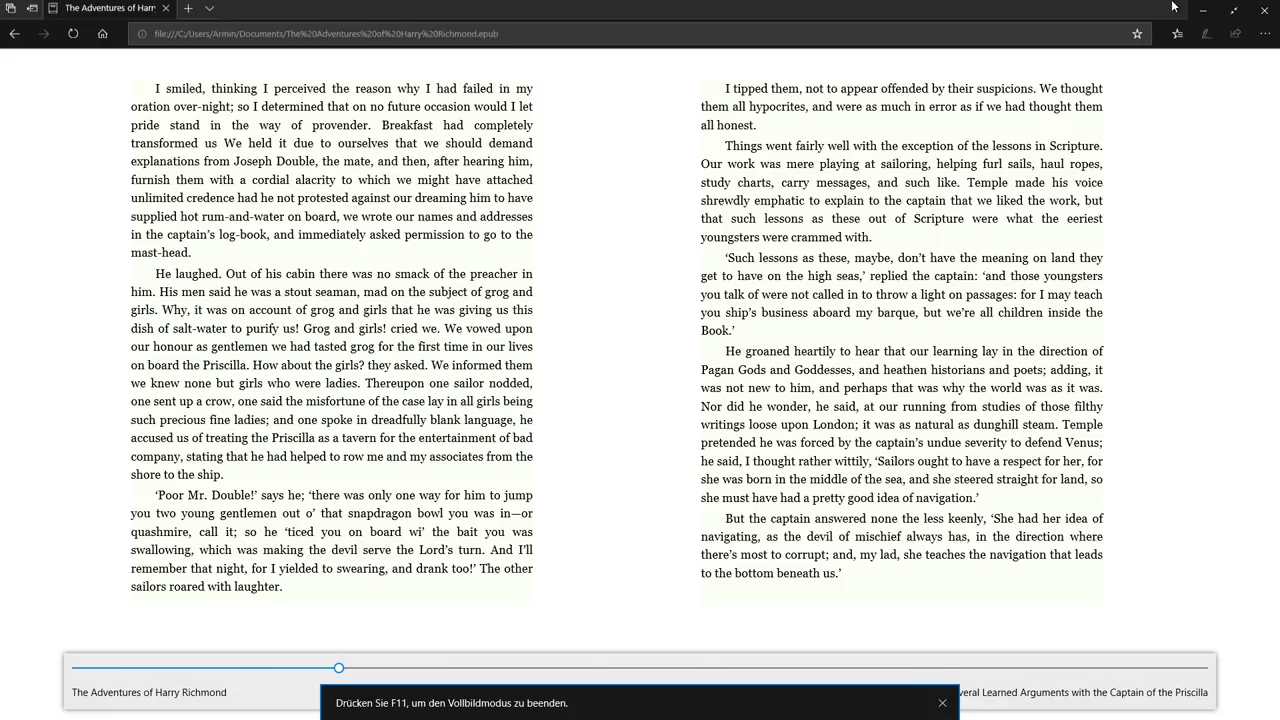 The Adventures of Harry
file:///C:/Users/Armin/Documents/The%20Adventures%20of%20Harry%20Richmond.epub
I smiled, thinking I perceived the reason why I had failed in my
oration over-night; so I determined that on no future occasion would I let
pride stand in the way of provender. Breakfast had completely
transformed us We held it due to ourselves that we should demand
explanations from Joseph Double, the mate, and then, after hearing him,
furnish them with a cordial alacrity to which we might have attached
unlimited credence had he not protested against our dreaming him to have
supplied hot rum-and-water on board, we wrote our names and addresses
in the captain’s log-book, and immediately asked permission to go to the
mast-head.
He laughed. Out of his cabin there was no smack of the preacher in
him. His men said he was a stout seaman, mad on the subject of grog and
girls. Why, it was on account of grog and girls that he was giving us this
dish of salt-water to purify us! Grog and girls! cried we. We vowed upon
our honour as gentlemen we had tasted grog for the first time in our lives
on board the Priscilla. How about the girls? they asked. We informed them
we knew none but girls who were ladies. Thereupon one sailor nodded,
one sent up a crow, one said the misfortune of the case lay in all girls being
such precious fine ladies; and one spoke in dreadfully blank language, he
accused us of treating the Priscilla as a tavern for the entertainment of bad
company, stating that he had helped to row me and my associates from the
shore to the ship.
‘Poor Mr. Double!’ says he; ‘there was only one way for him to jump
you two young gentlemen out o’ that snapdragon bowl you was in—or
quashmire, call it; so he ‘ticed you on board wi’ the bait you was
swallowing, which was making the devil serve the Lord’s turn. And I’ll
remember that night, for I yielded to swearing, and drank too!’ The other
sailors roared with laughter.
I tipped them, not to appear offended by their suspicions. We thought
them all hypocrites, and were as much in error as if we had thought them
all honest.
Things went fairly well with the exception of the lessons in Scripture.
Our work was mere playing at sailoring, helping furl sails, haul ropes,
study charts, carry messages, and such like. Temple made his voice
shrewdly emphatic to explain to the captain that we liked the work, but
that such lessons as these out of Scripture were what the eeriest
youngsters were crammed with.
‘Such lessons as these, maybe, don’t have the meaning on land they
get to have on the high seas,’ replied the captain: ‘and those youngsters
you talk of were not called in to throw a light on passages: for I may teach
you ship’s business aboard my barque, but we’re all children inside the
Book.’
He groaned heartily to hear that our learning lay in the direction of
Pagan Gods and Goddesses, and heathen historians and poets; adding, it
was not new to him, and perhaps that was why the world was as it was.
Nor did he wonder, he said, at our running from studies of those filthy
writings loose upon London; it was as natural as dunghill steam. Temple
pretended he was forced by the captain’s undue severity to defend Venus;
he said, I thought rather wittily, ‘Sailors ought to have a respect for her, for
she was born in the middle of the sea, and she steered straight for land, so
she must have had a pretty good idea of navigation.’
But the captain answered none the less keenly, ‘She had her idea of
navigating, as the devil of mischief always has, in the direction where
there’s most to corrupt; and, my lad, she teaches the navigation that leads
to the bottom beneath us.’
The Adventures of Harry Richmond
veral Learned Arguments with the Captain of the Priscilla
Drücken Sie F11, um den Vollbildmodus zu beenden.